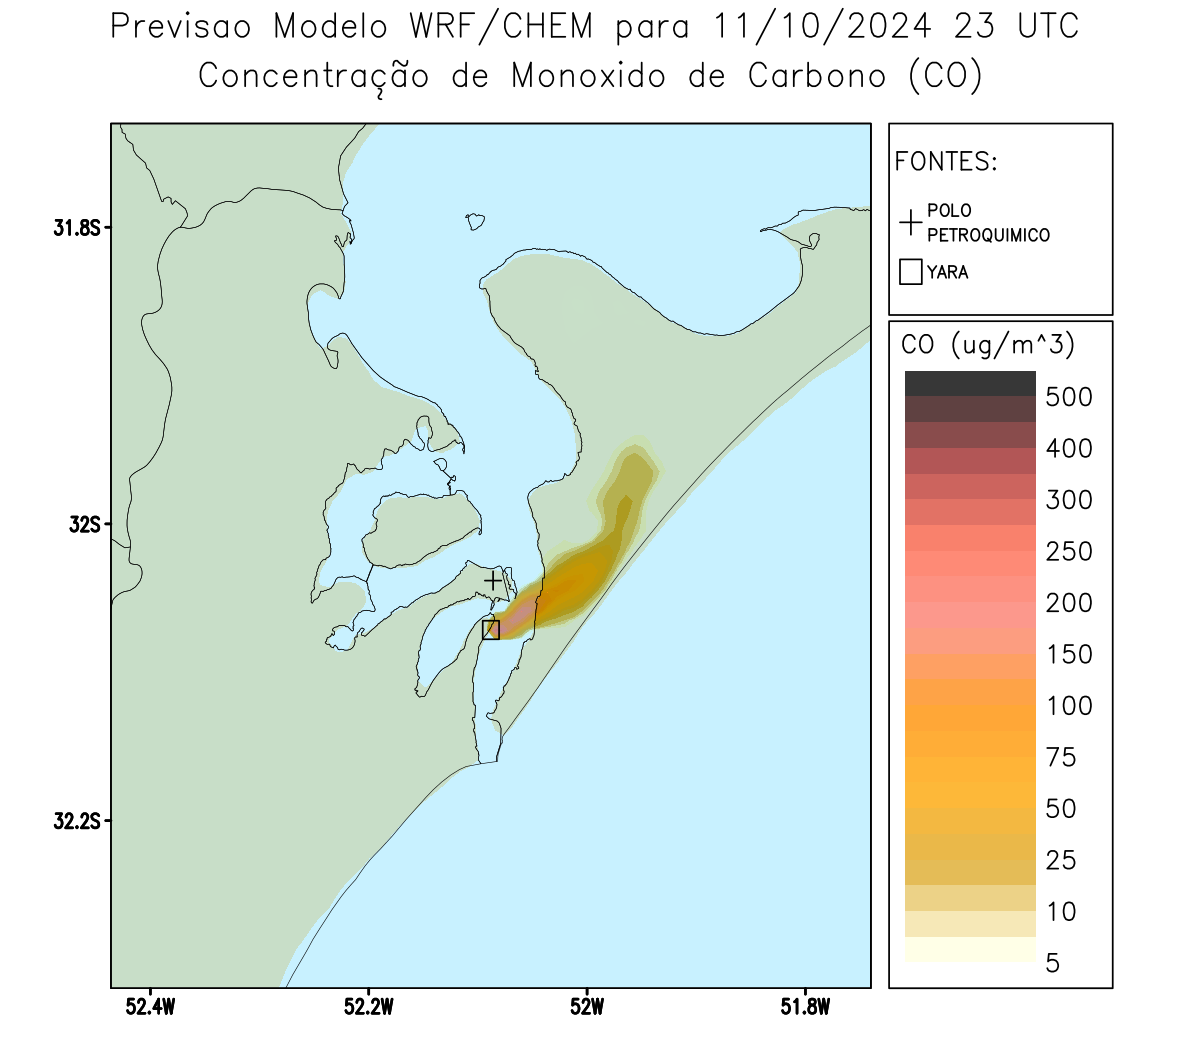 Previsao Modelo WRF/CHEM para 11/10/2024 23 UTC
Concentração de Monoxido de Carbono (CO)
FONTES:
POLO
PETROQUIMICO
YARA
CO (ug/m^3)
500
400
300
250
200
150
100
75
50
25
10
5
31.8S
32S
32.2S
52.4W
52.2W
52W
51.8W